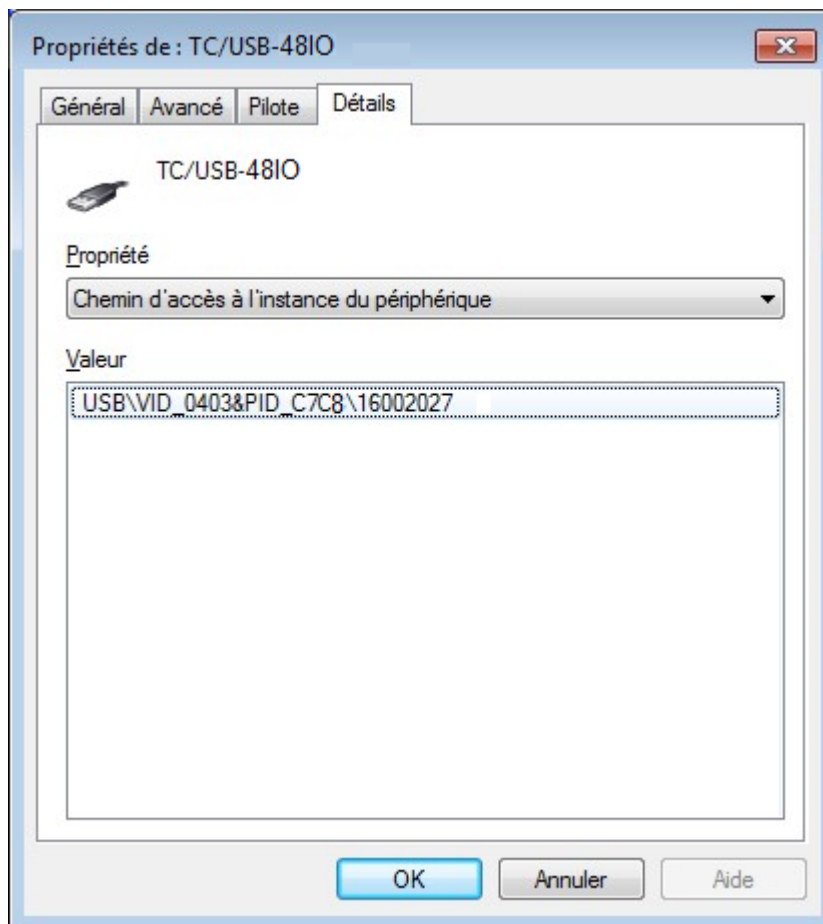 Propriétés de : TC/USB-48IO
Général Avancé Pilote Détails
TC/USB-48IO
Propriété
Chemin d'accès à l'instance du périphérique
Valeur
USB\VID_0403&PID_C7C8\16002027
OK Annuler Aide